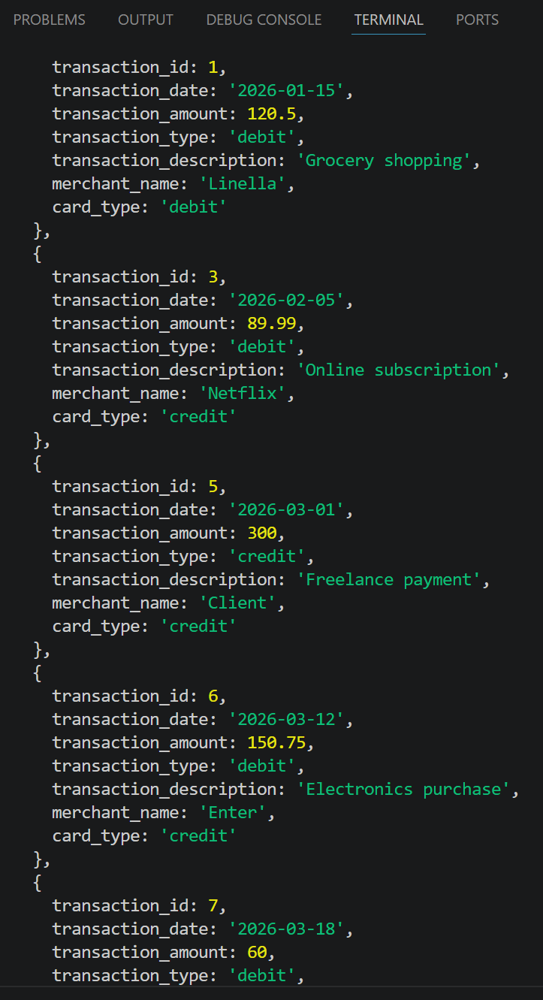 PROBLEMS OUTPUT DEBUG CONSOLE TERMINAL PORTS
transaction_id: 1,
transaction_date: '2026-01-15',
transaction_amount: 120.5,
transaction_type: 'debit',
transaction_description: 'Grocery shopping',
merchant_name: 'Linella',
card_type: 'debit'
},
{
transaction_id: 3,
transaction_date: '2026-02-05',
transaction_amount: 89.99,
transaction_type: 'debit',
transaction_description: 'Online subscription',
merchant_name: 'Netflix',
card_type: 'credit'
},
{
transaction_id: 5,
transaction_date: '2026-03-01',
transaction_amount: 300,
transaction_type: 'credit',
transaction_description: 'Freelance payment',
merchant_name: 'Client',
card_type: 'credit'
},
{
transaction_id: 6,
transaction_date: '2026-03-12',
transaction_amount: 150.75,
transaction_type: 'debit',
transaction_description: 'Electronics purchase',
merchant_name: 'Enter',
card_type: 'credit'
},
{
transaction_id: 7,
transaction_date: '2026-03-18',
transaction_amount: 60,
transaction_type: 'debit',